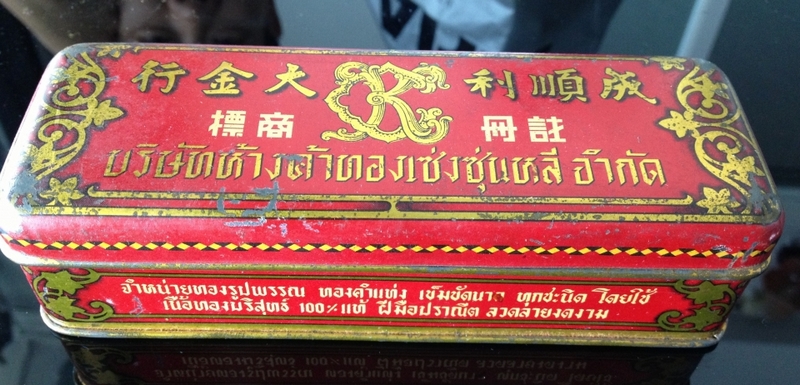 成順利大金行
註冊商標
บริษัทห้างค้าทองเซ่งซุ่นหลี จำกัด
จำหน่ายทองรูปพรรณ ทองคำแท่ง เข็มขัดนาค ทุกชะนิด โดยใช้
เนื้อทองบริสุทธ์ 100% แท้ ฝีมือปราณีต ลวดลายงดงาม